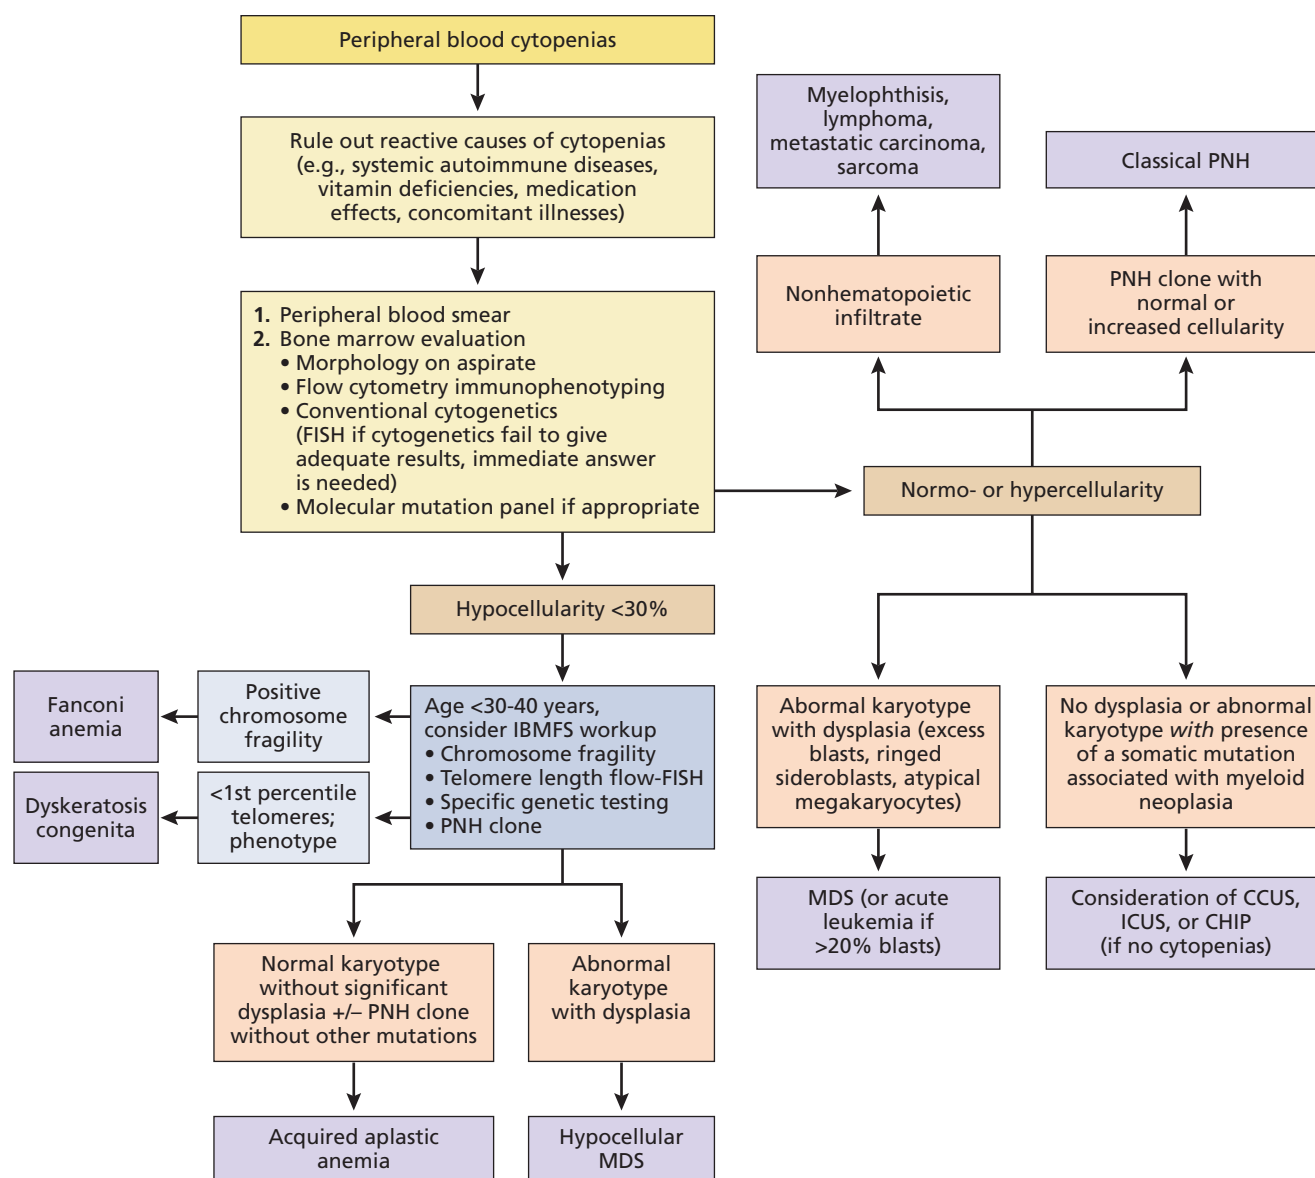 Peripheral blood cytopenias
Rule out reactive causes of cytopenias
(e.g., systemic autoimmune diseases,
vitamin deficiencies, medication
effects, concomitant illnesses)
1. Peripheral blood smear
2. Bone marrow evaluation
• Morphology on aspirate
• Flow cytometry immunophenotyping
• Conventional cytogenetics
(FISH if cytogenetics fail to give
adequate results, immediate answer
is needed)
• Molecular mutation panel if appropriate
Myelophthisis,
lymphoma,
metastatic carcinoma,
sarcoma
Classical PNH
Nonhematopoietic
infiltrate
PNH clone with
normal or
increased cellularity
Normo- or hypercellularity
Hypocellularity <30%
Fanconi
anemia
Positive
chromosome
fragility
Age <30-40 years,
consider IBMFS workup
• Chromosome fragility
• Telomere length flow-FISH
• Specific genetic testing
• PNH clone
Dyskeratosis
congenita
<1st percentile
telomeres;
phenotype
Abormal karyotype
with dysplasia (excess
blasts, ringed
sideroblasts, atypical
megakaryocytes)
No dysplasia or abnormal
karyotype with presence
of a somatic mutation
associated with myeloid
neoplasia
MDS (or acute
leukemia if
>20% blasts)
Consideration of CCUS,
ICUS, or CHIP
(if no cytopenias)
Normal karyotype
without significant
dysplasia +/– PNH clone
without other mutations
Abnormal
karyotype
with dysplasia
Acquired aplastic
anemia
Hypocellular
MDS